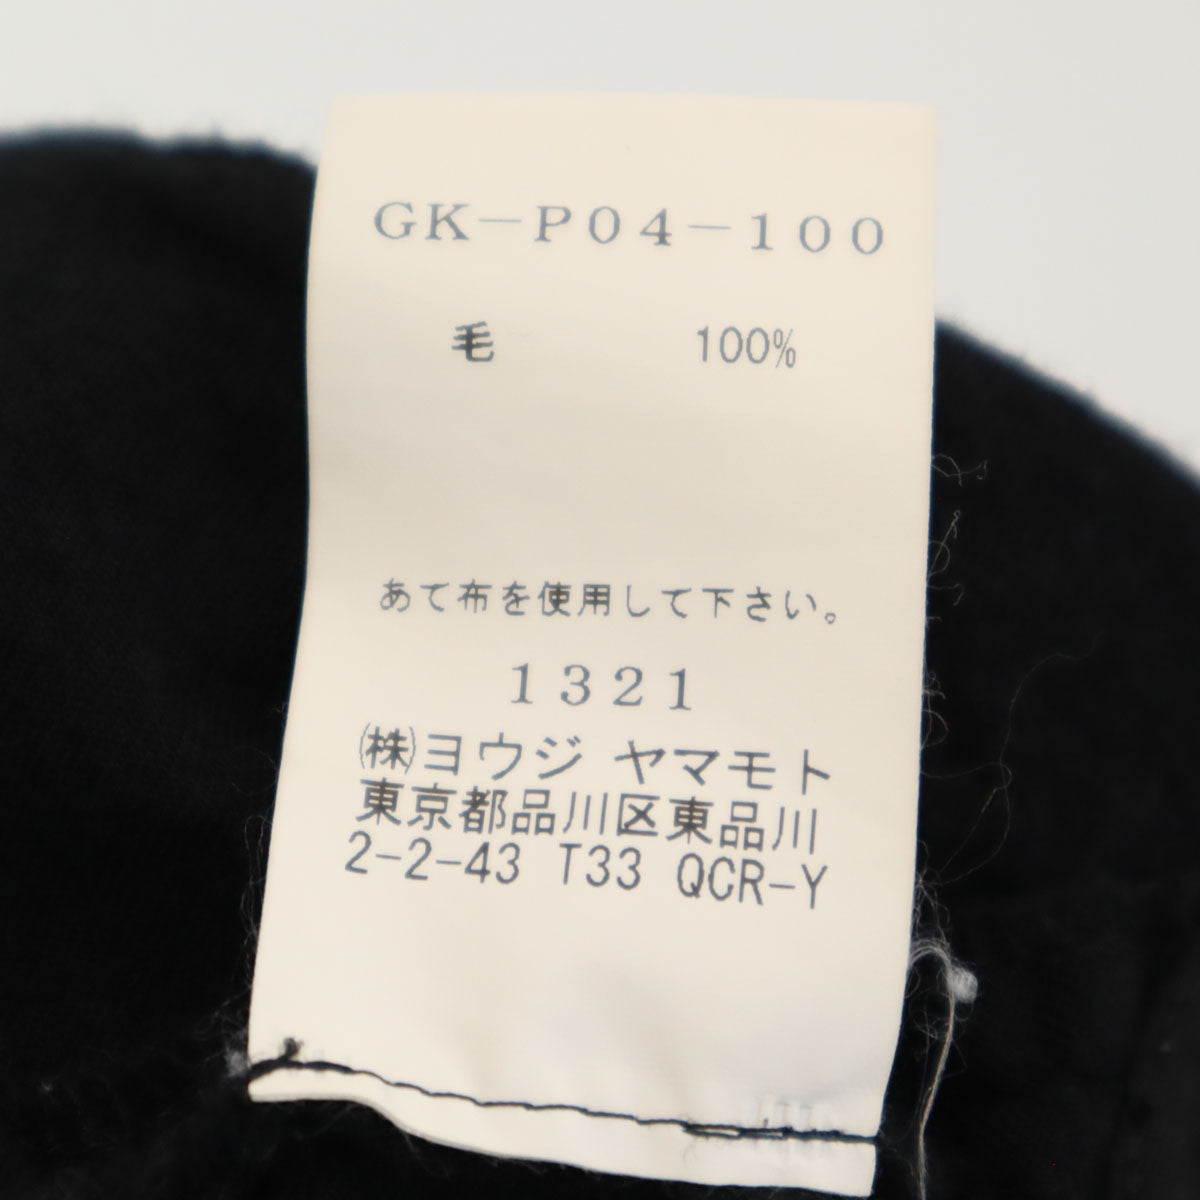 GK-P04-100
毛 100%
あて布を使用して下さい。
1321
㈱ヨウジ ヤマモト
東京都品川区東品川
2-2-43 T33 QCR-Y